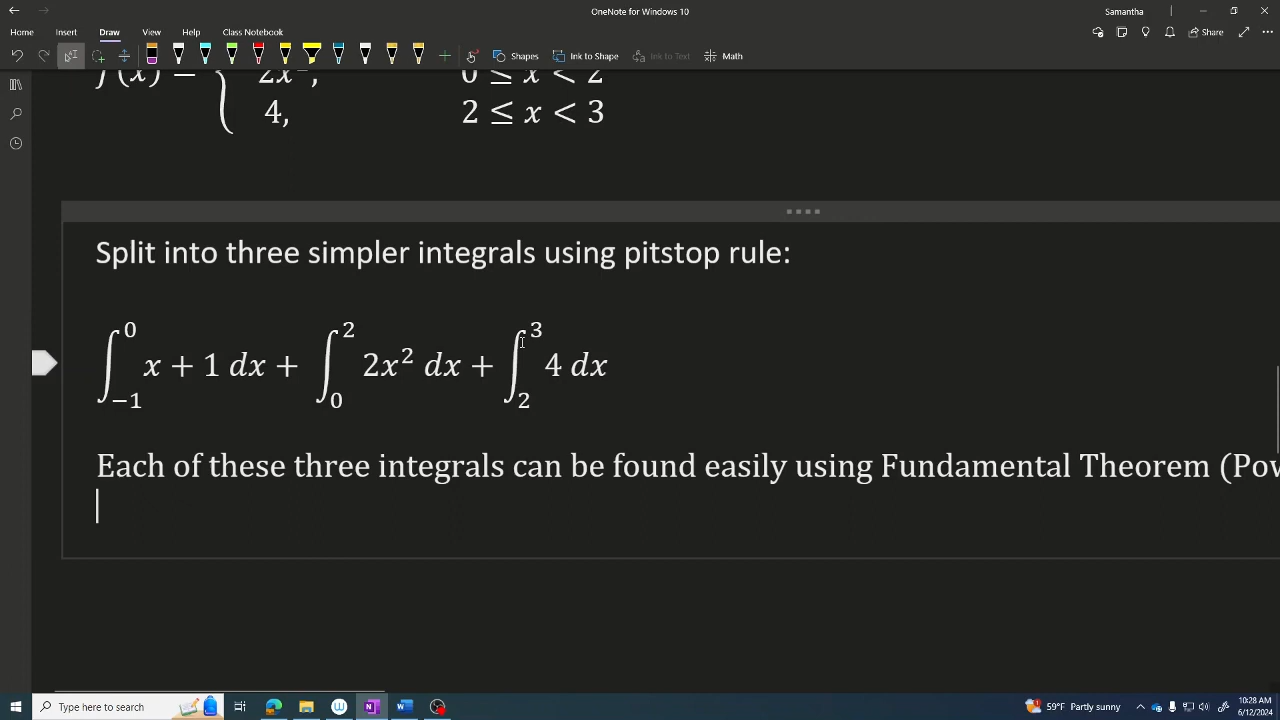 OneNote for Windows 10
Samantha
Home Insert Draw View Help Class Notebook
Share
Shapes Ink to Shape Ink to Text Math
f(x) = { 2x , 0 ≤ x < 2
4, 2 ≤ x < 3
Split into three simpler integrals using pitstop rule:
∫_{-1}^{0} x + 1 dx + ∫_{0}^{2} 2x² dx + ∫_{2}^{3} 4 dx
Each of these three integrals can be found easily using Fundamental Theorem (Pow
Type here to search
59°F Partly sunny
10:28 AM
6/12/2024